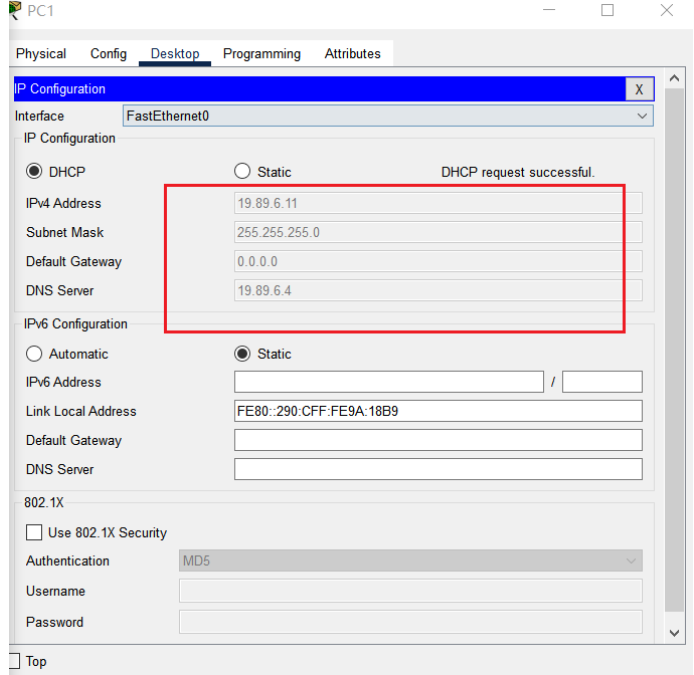 PC1
Physical Config Desktop Programming Attributes
IP Configuration X
Interface FastEthernet0
IP Configuration
DHCP Static DHCP request successful.
IPv4 Address 19.89.6.11
Subnet Mask 255.255.255.0
Default Gateway 0.0.0.0
DNS Server 19.89.6.4
IPv6 Configuration
Automatic Static
IPv6 Address /
Link Local Address FE80::290:CFF:FE9A:18B9
Default Gateway
DNS Server
802.1X
Use 802.1X Security
Authentication MD5
Username
Password
Top